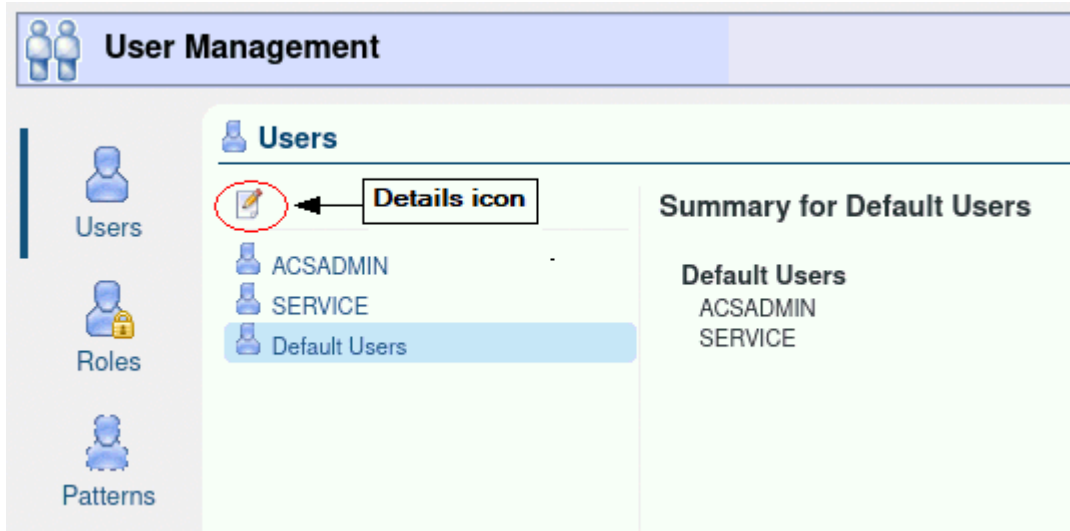 User Management
Users
Roles
Patterns
Users
Details icon
ACSADMIN
SERVICE
Default Users
Summary for Default Users
Default Users
ACSADMIN
SERVICE